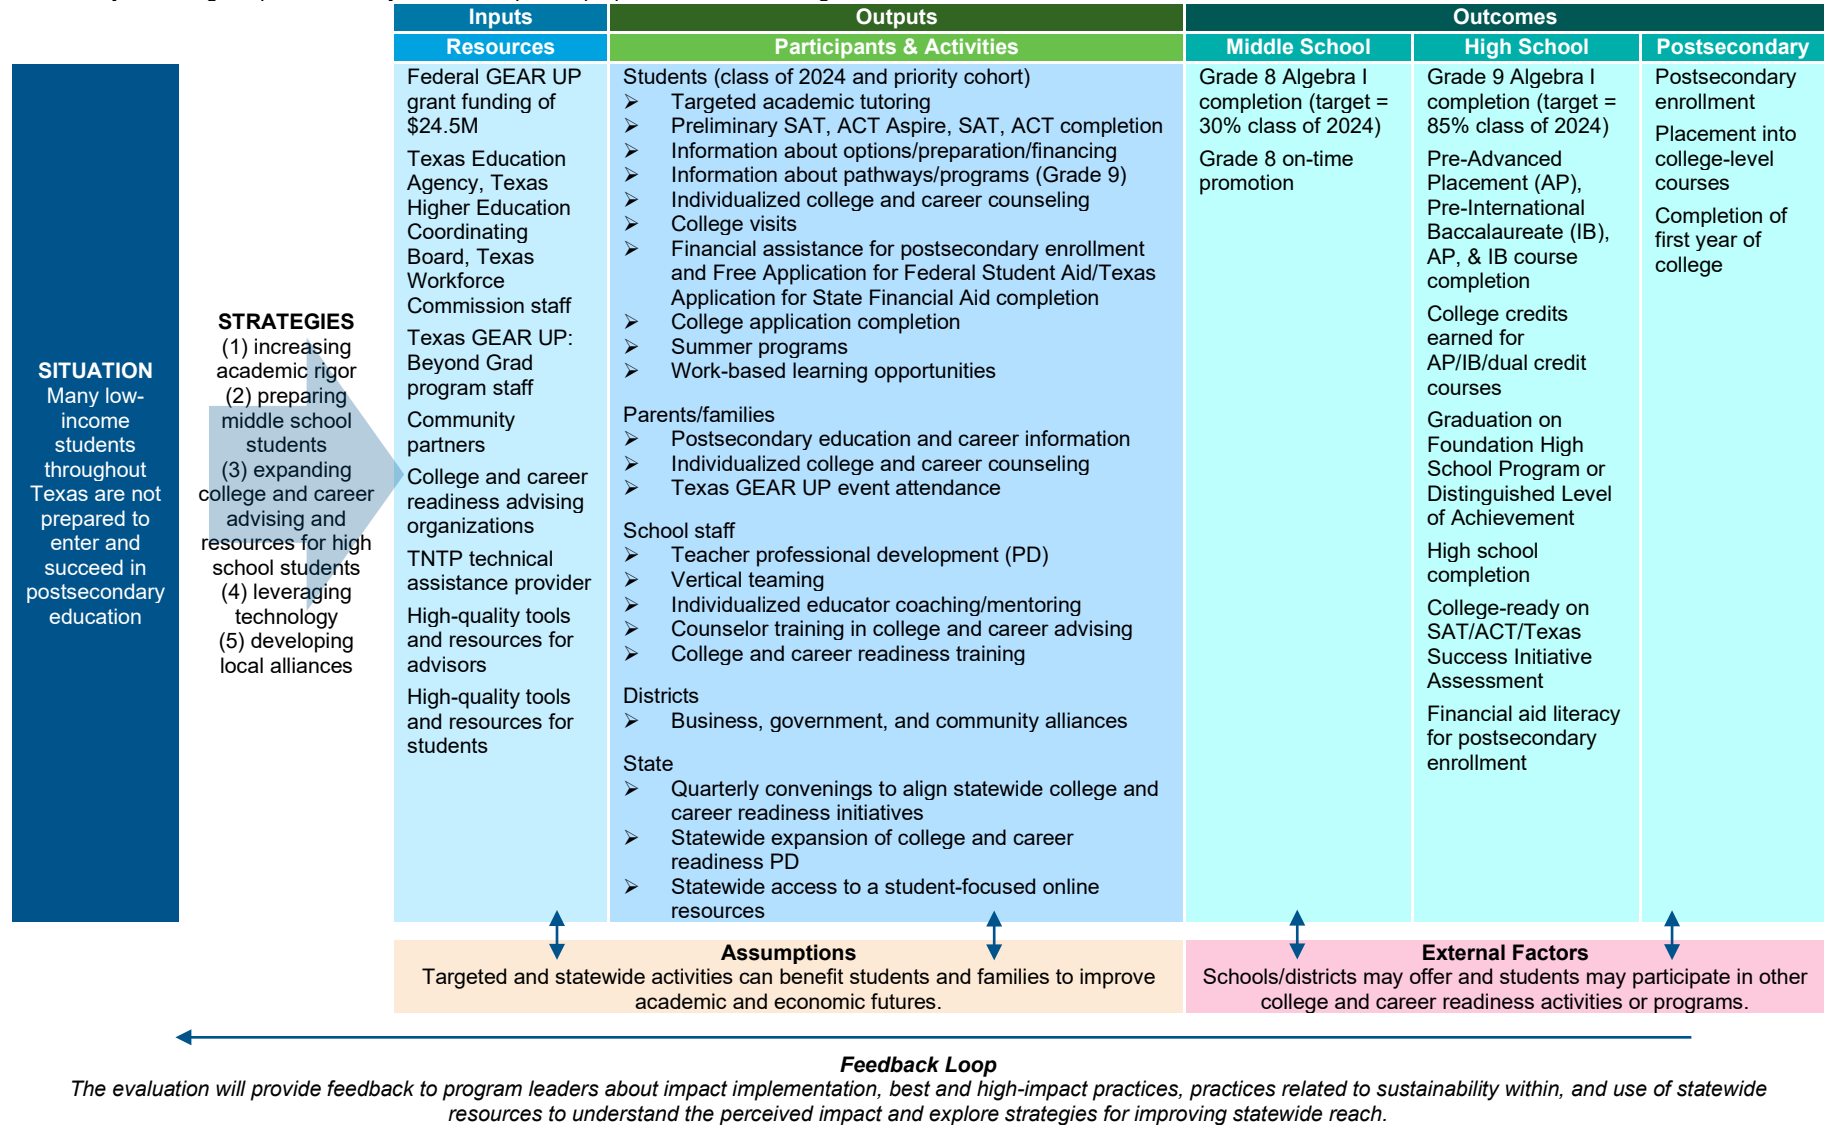 Inputs
Outputs
Outcomes
Resources
Participants & Activities
Middle School
High School
Postsecondary
SITUATION
Many low-
income
students
throughout
Texas are not
prepared to
enter and
succeed in
postsecondary
education
STRATEGIES
(1) increasing
academic rigor
(2) preparing
middle school
students
(3) expanding
college and career
advising and
resources for high
school students
(4) leveraging
technology
(5) developing
local alliances
Federal GEAR UP
grant funding of
$24.5M
Texas Education
Agency, Texas
Higher Education
Coordinating
Board, Texas
Workforce
Commission staff
Texas GEAR UP:
Beyond Grad
program staff
Community
partners
College and career
readiness advising
organizations
TNTP technical
assistance provider
High-quality tools
and resources for
advisors
High-quality tools
and resources for
students
Students (class of 2024 and priority cohort)
➢ Targeted academic tutoring
➢ Preliminary SAT, ACT Aspire, SAT, ACT completion
➢ Information about options/preparation/financing
➢ Information about pathways/programs (Grade 9)
➢ Individualized college and career counseling
➢ College visits
➢ Financial assistance for postsecondary enrollment
and Free Application for Federal Student Aid/Texas
Application for State Financial Aid completion
➢ College application completion
➢ Summer programs
➢ Work-based learning opportunities
Parents/families
➢ Postsecondary education and career information
➢ Individualized college and career counseling
➢ Texas GEAR UP event attendance
School staff
➢ Teacher professional development (PD)
➢ Vertical teaming
➢ Individualized educator coaching/mentoring
➢ Counselor training in college and career advising
➢ College and career readiness training
Districts
➢ Business, government, and community alliances
State
➢ Quarterly convenings to align statewide college and
career readiness initiatives
➢ Statewide expansion of college and career
readiness PD
➢ Statewide access to a student-focused online
resources
Grade 8 Algebra I
completion (target =
30% class of 2024)
Grade 8 on-time
promotion
Grade 9 Algebra I
completion (target =
85% class of 2024)
Pre-Advanced
Placement (AP),
Pre-International
Baccalaureate (IB),
AP, & IB course
completion
College credits
earned for
AP/IB/dual credit
courses
Graduation on
Foundation High
School Program or
Distinguished Level
of Achievement
High school
completion
College-ready on
SAT/ACT/Texas
Success Initiative
Assessment
Financial aid literacy
for postsecondary
enrollment
Postsecondary
enrollment
Placement into
college-level
courses
Completion of
first year of
college
Assumptions
Targeted and statewide activities can benefit students and families to improve
academic and economic futures.
External Factors
Schools/districts may offer and students may participate in other
college and career readiness activities or programs.
Feedback Loop
The evaluation will provide feedback to program leaders about impact implementation, best and high-impact practices, practices related to sustainability within, and use of statewide
resources to understand the perceived impact and explore strategies for improving statewide reach.